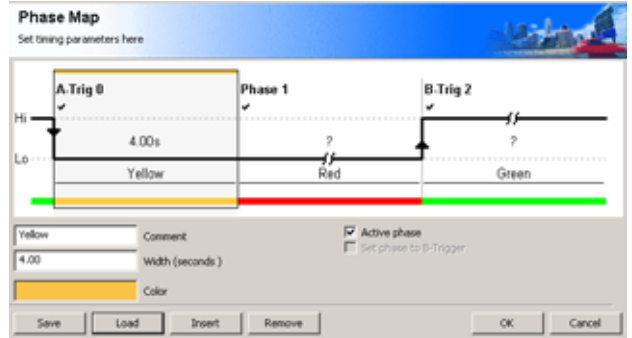 Phase Map
Set timing parameters here
A-Trig 0 Phase 1 B-Trig 2
Hi
4.00s ? ?
Lo
Yellow Red Green
Yellow Comment Active phase
Set phase to B-Trigger
4.00 Width (seconds )
Color
Save Load Insert Remove OK Cancel